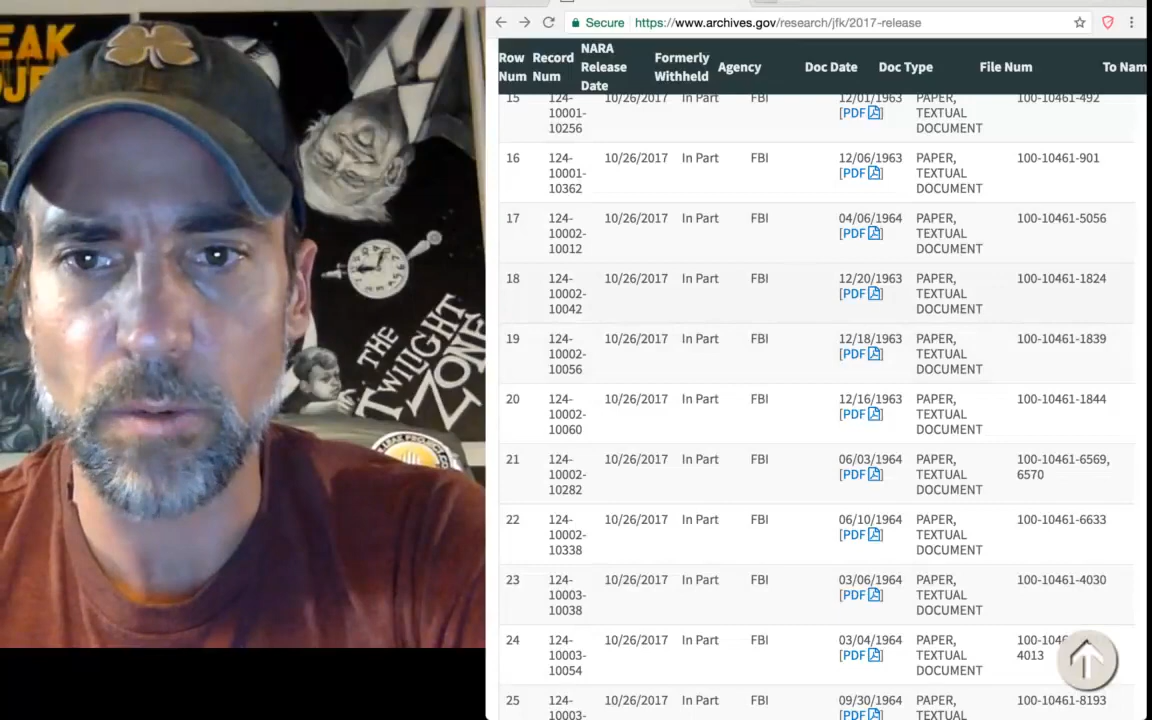 EAK
THE
TWILIGHT
ZONE
LEAK PROJECT.CO
Secure https://www.archives.gov/research/jfk/2017-release
Row Num Record Num NARA Release Date Formerly Withheld Agency Doc Date Doc Type File Num To Nam
15 124-10001-10256 10/26/2017 In Part FBI 12/01/1963 [PDF] PAPER, TEXTUAL DOCUMENT 100-10461-492
16 124-10001-10362 10/26/2017 In Part FBI 12/06/1963 [PDF] PAPER, TEXTUAL DOCUMENT 100-10461-901
17 124-10002-10012 10/26/2017 In Part FBI 04/06/1964 [PDF] PAPER, TEXTUAL DOCUMENT 100-10461-5056
18 124-10002-10042 10/26/2017 In Part FBI 12/20/1963 [PDF] PAPER, TEXTUAL DOCUMENT 100-10461-1824
19 124-10002-10056 10/26/2017 In Part FBI 12/18/1963 [PDF] PAPER, TEXTUAL DOCUMENT 100-10461-1839
20 124-10002-10060 10/26/2017 In Part FBI 12/16/1963 [PDF] PAPER, TEXTUAL DOCUMENT 100-10461-1844
21 124-10002-10282 10/26/2017 In Part FBI 06/03/1964 [PDF] PAPER, TEXTUAL DOCUMENT 100-10461-6569, 6570
22 124-10002-10338 10/26/2017 In Part FBI 06/10/1964 [PDF] PAPER, TEXTUAL DOCUMENT 100-10461-6633
23 124-10003-10038 10/26/2017 In Part FBI 03/06/1964 [PDF] PAPER, TEXTUAL DOCUMENT 100-10461-4030
24 124-10003-10054 10/26/2017 In Part FBI 03/04/1964 [PDF] PAPER, TEXTUAL DOCUMENT 100-1046 4013
25 124-10003- 10/26/2017 In Part FBI 09/30/1964 [PDF] PAPER, TEXTUAL 100-10461-8193